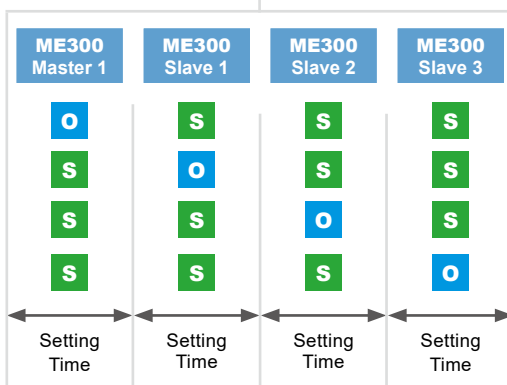 ME300 ME300 ME300 ME300
Master 1 Slave 1 Slave 2 Slave 3
O S S S
S O S S
S S O S
S S S O
Setting Setting Setting Setting
Time Time Time Time